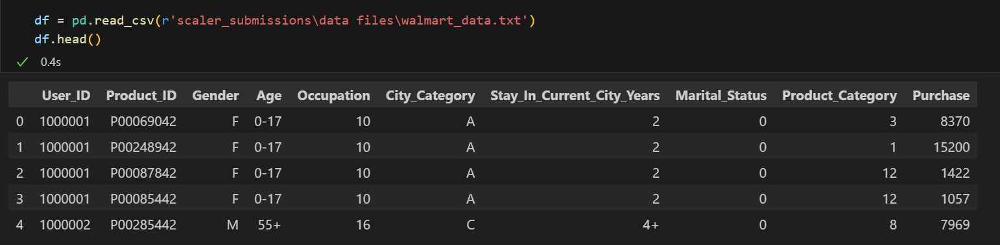 df = pd.read_csv(r'scaler_submissions\data files\walmart_data.txt')
df.head()
0.4s
User_ID Product_ID Gender Age Occupation City_Category Stay_In_Current_City_Years Marital_Status Product_Category Purchase
0 1000001 P00069042 F 0-17 10 A 2 0 3 8370
1 1000001 P00248942 F 0-17 10 A 2 0 1 15200
2 1000001 P00087842 F 0-17 10 A 2 0 12 1422
3 1000001 P00085442 F 0-17 10 A 2 0 12 1057
4 1000002 P00285442 M 55+ 16 C 4+ 0 8 7969